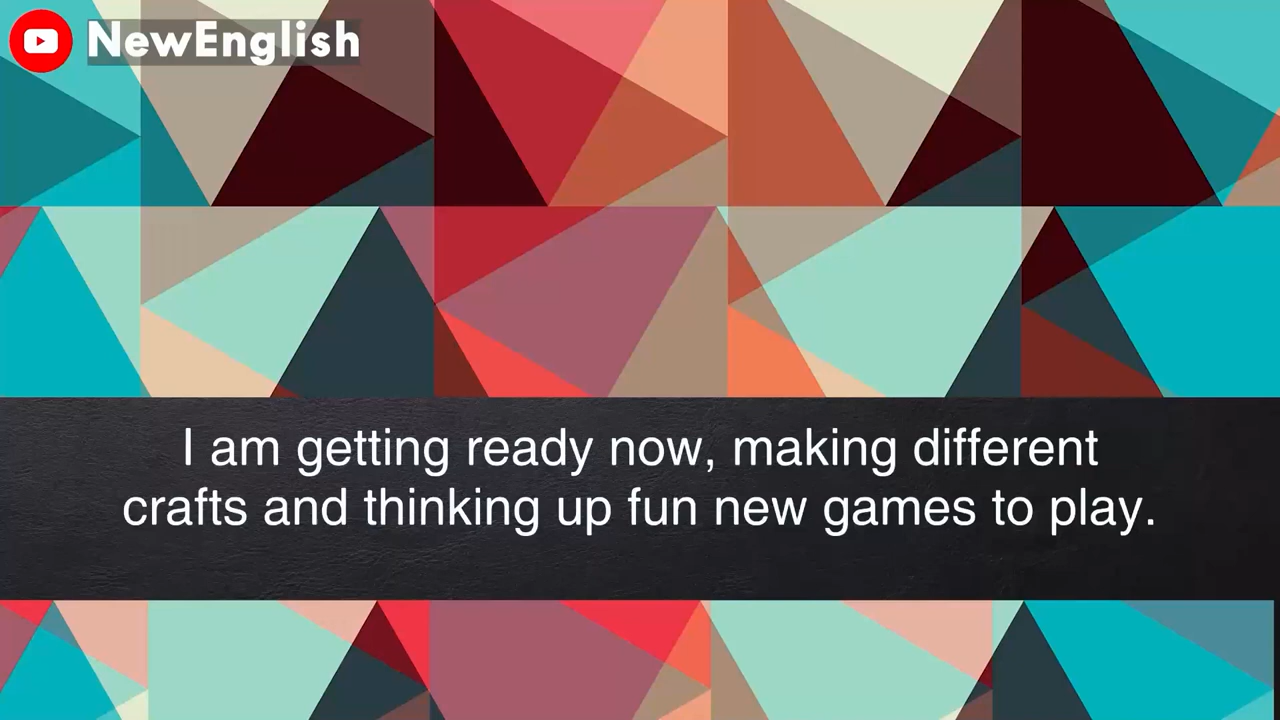 NewEnglish
I am getting ready now, making different
crafts and thinking up fun new games to play.